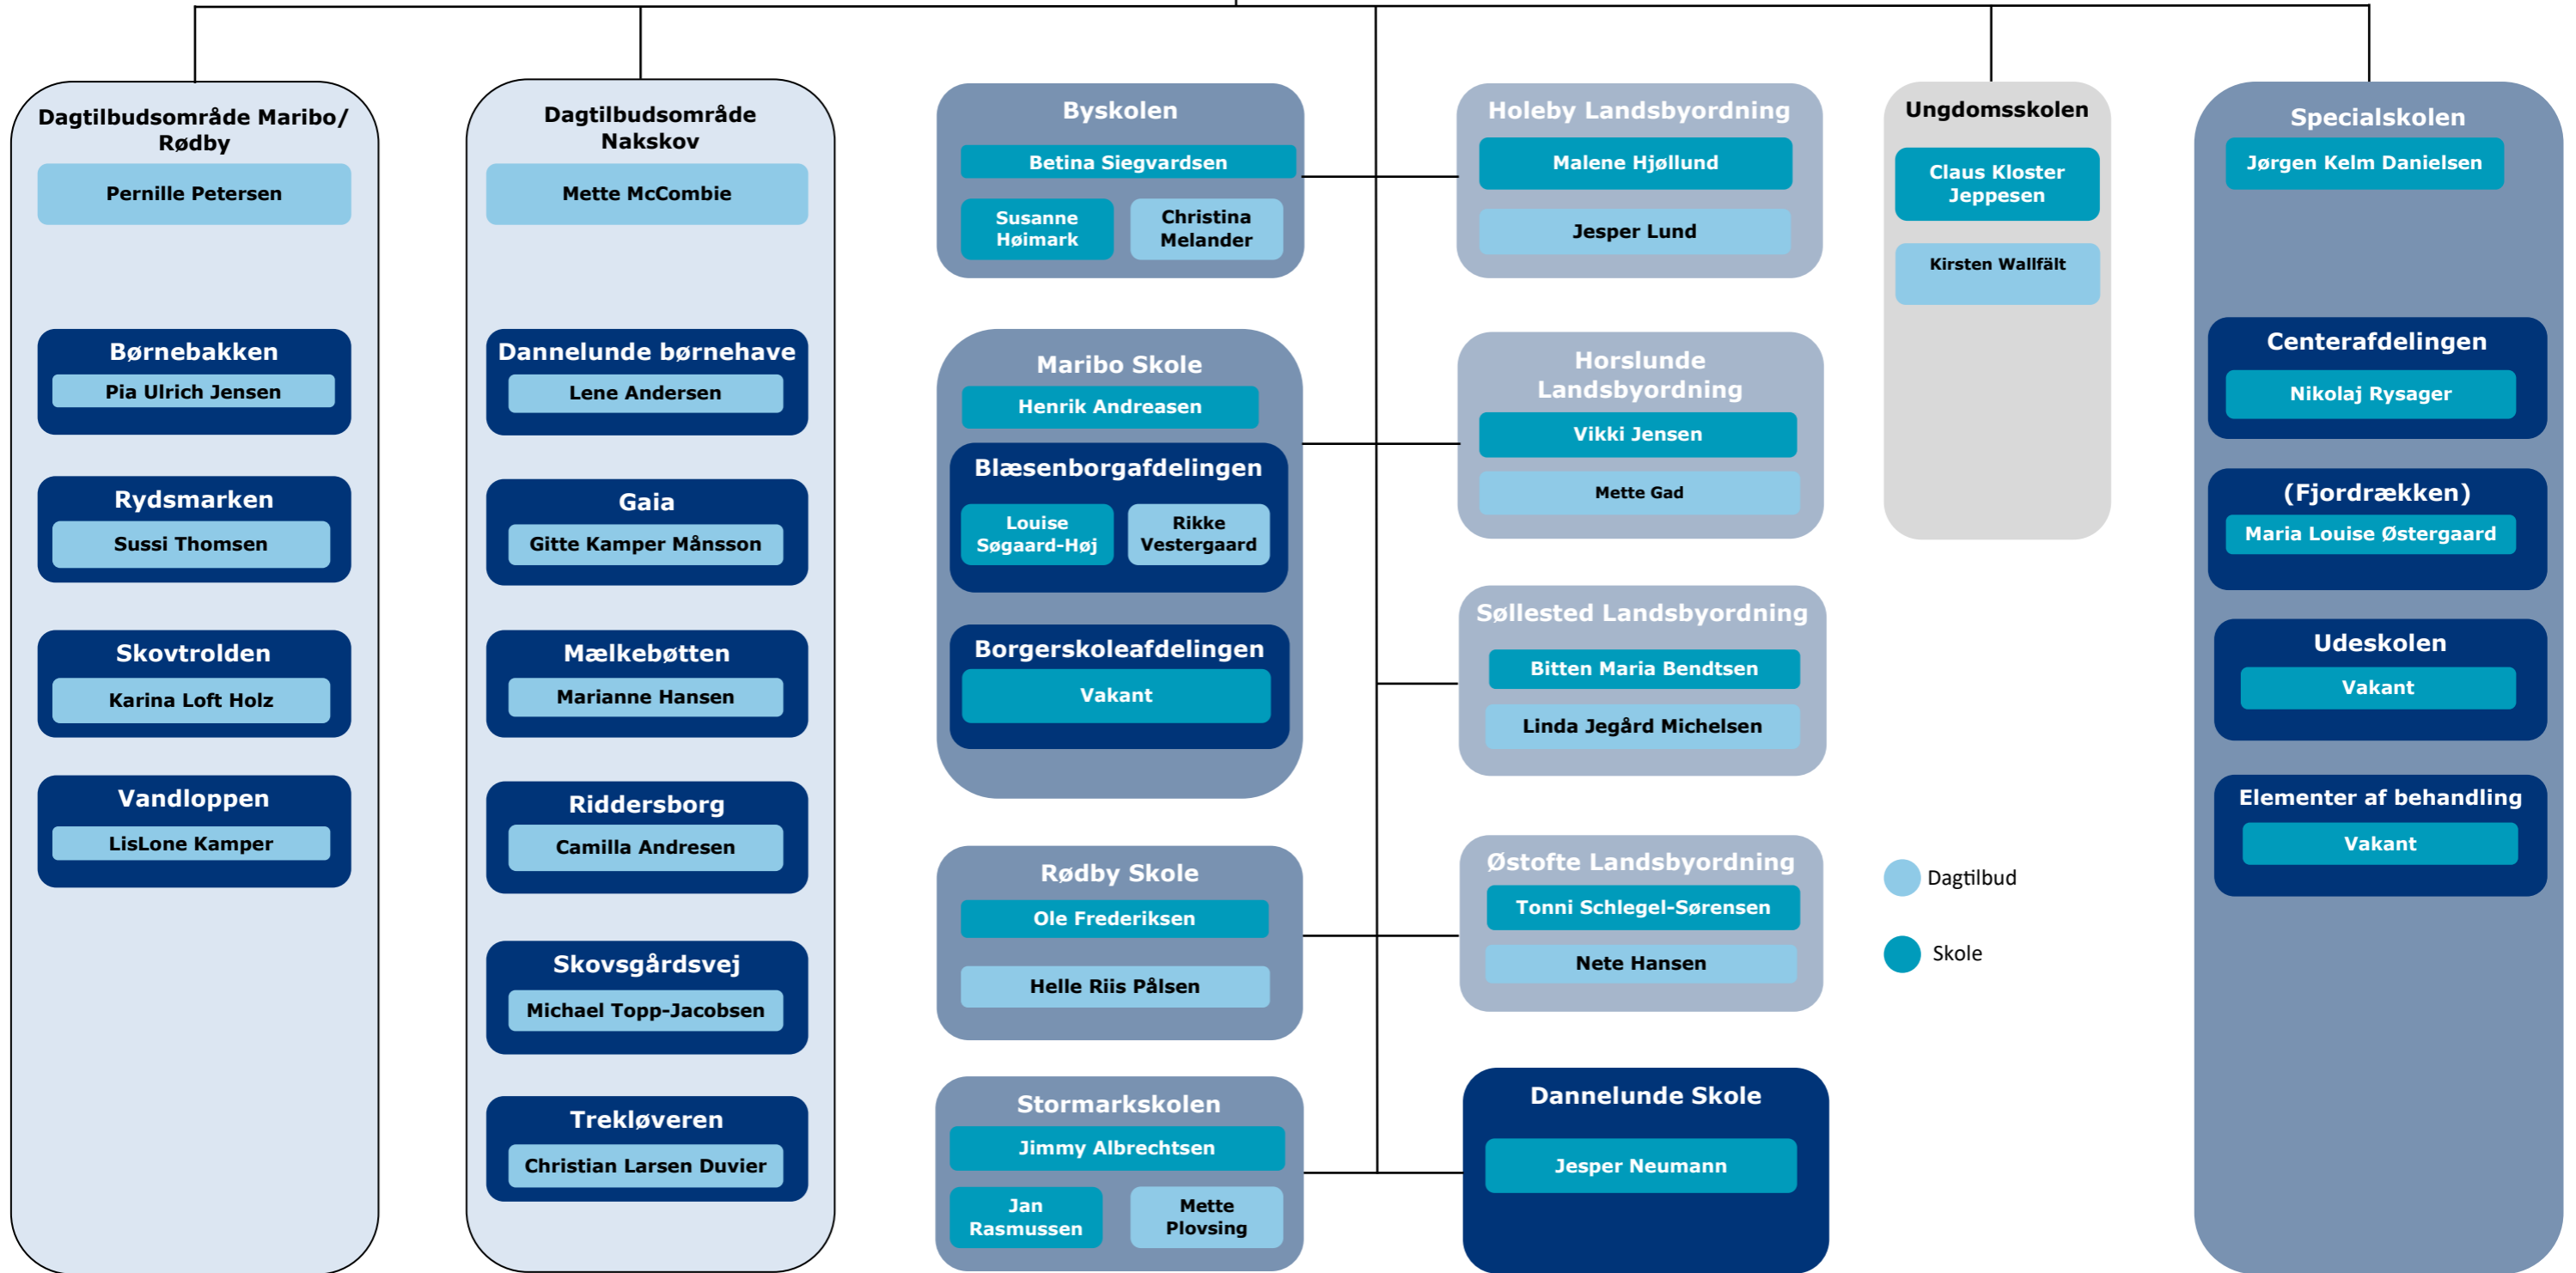 Dagtilbudsområde Maribo/
Rødby
Pernille Petersen
Børnebakken
Pia Ulrich Jensen
Rydsmarken
Sussi Thomsen
Skovtrolden
Karina Loft Holz
Vandloppen
LisLone Kamper
Dagtilbudsområde
Nakskov
Mette McCombie
Dannelunde børnehave
Lene Andersen
Gaia
Gitte Kamper Månsson
Mælkebøtten
Marianne Hansen
Riddersborg
Camilla Andresen
Skovsgårdsvej
Michael Topp-Jacobsen
Trekløveren
Christian Larsen Duvier
Byskolen
Betina Siegvardsen
Susanne
Høimark
Christina
Melander
Maribo Skole
Henrik Andreasen
Blæsenborgafdelingen
Louise
Søgaard-Høj
Rikke
Vestergaard
Borgerskoleafdelingen
Vakant
Rødby Skole
Ole Frederiksen
Helle Riis Pålsen
Stormarkskolen
Jimmy Albrechtsen
Jan
Rasmussen
Mette
Plovsing
Holeby Landsbyordning
Malene Hjøllund
Jesper Lund
Horslunde
Landsbyordning
Vikki Jensen
Mette Gad
Søllested Landsbyordning
Bitten Maria Bendtsen
Linda Jegård Michelsen
Østofte Landsbyordning
Tonni Schlegel-Sørensen
Nete Hansen
Dannelunde Skole
Jesper Neumann
Ungdomsskolen
Claus Kloster
Jeppesen
Kirsten Wallfält
Dagtilbud
Skole
Specialskolen
Jørgen Kelm Danielsen
Centerafdelingen
Nikolaj Rysager
(Fjordrækken)
Maria Louise Østergaard
Udeskolen
Vakant
Elementer af behandling
Vakant